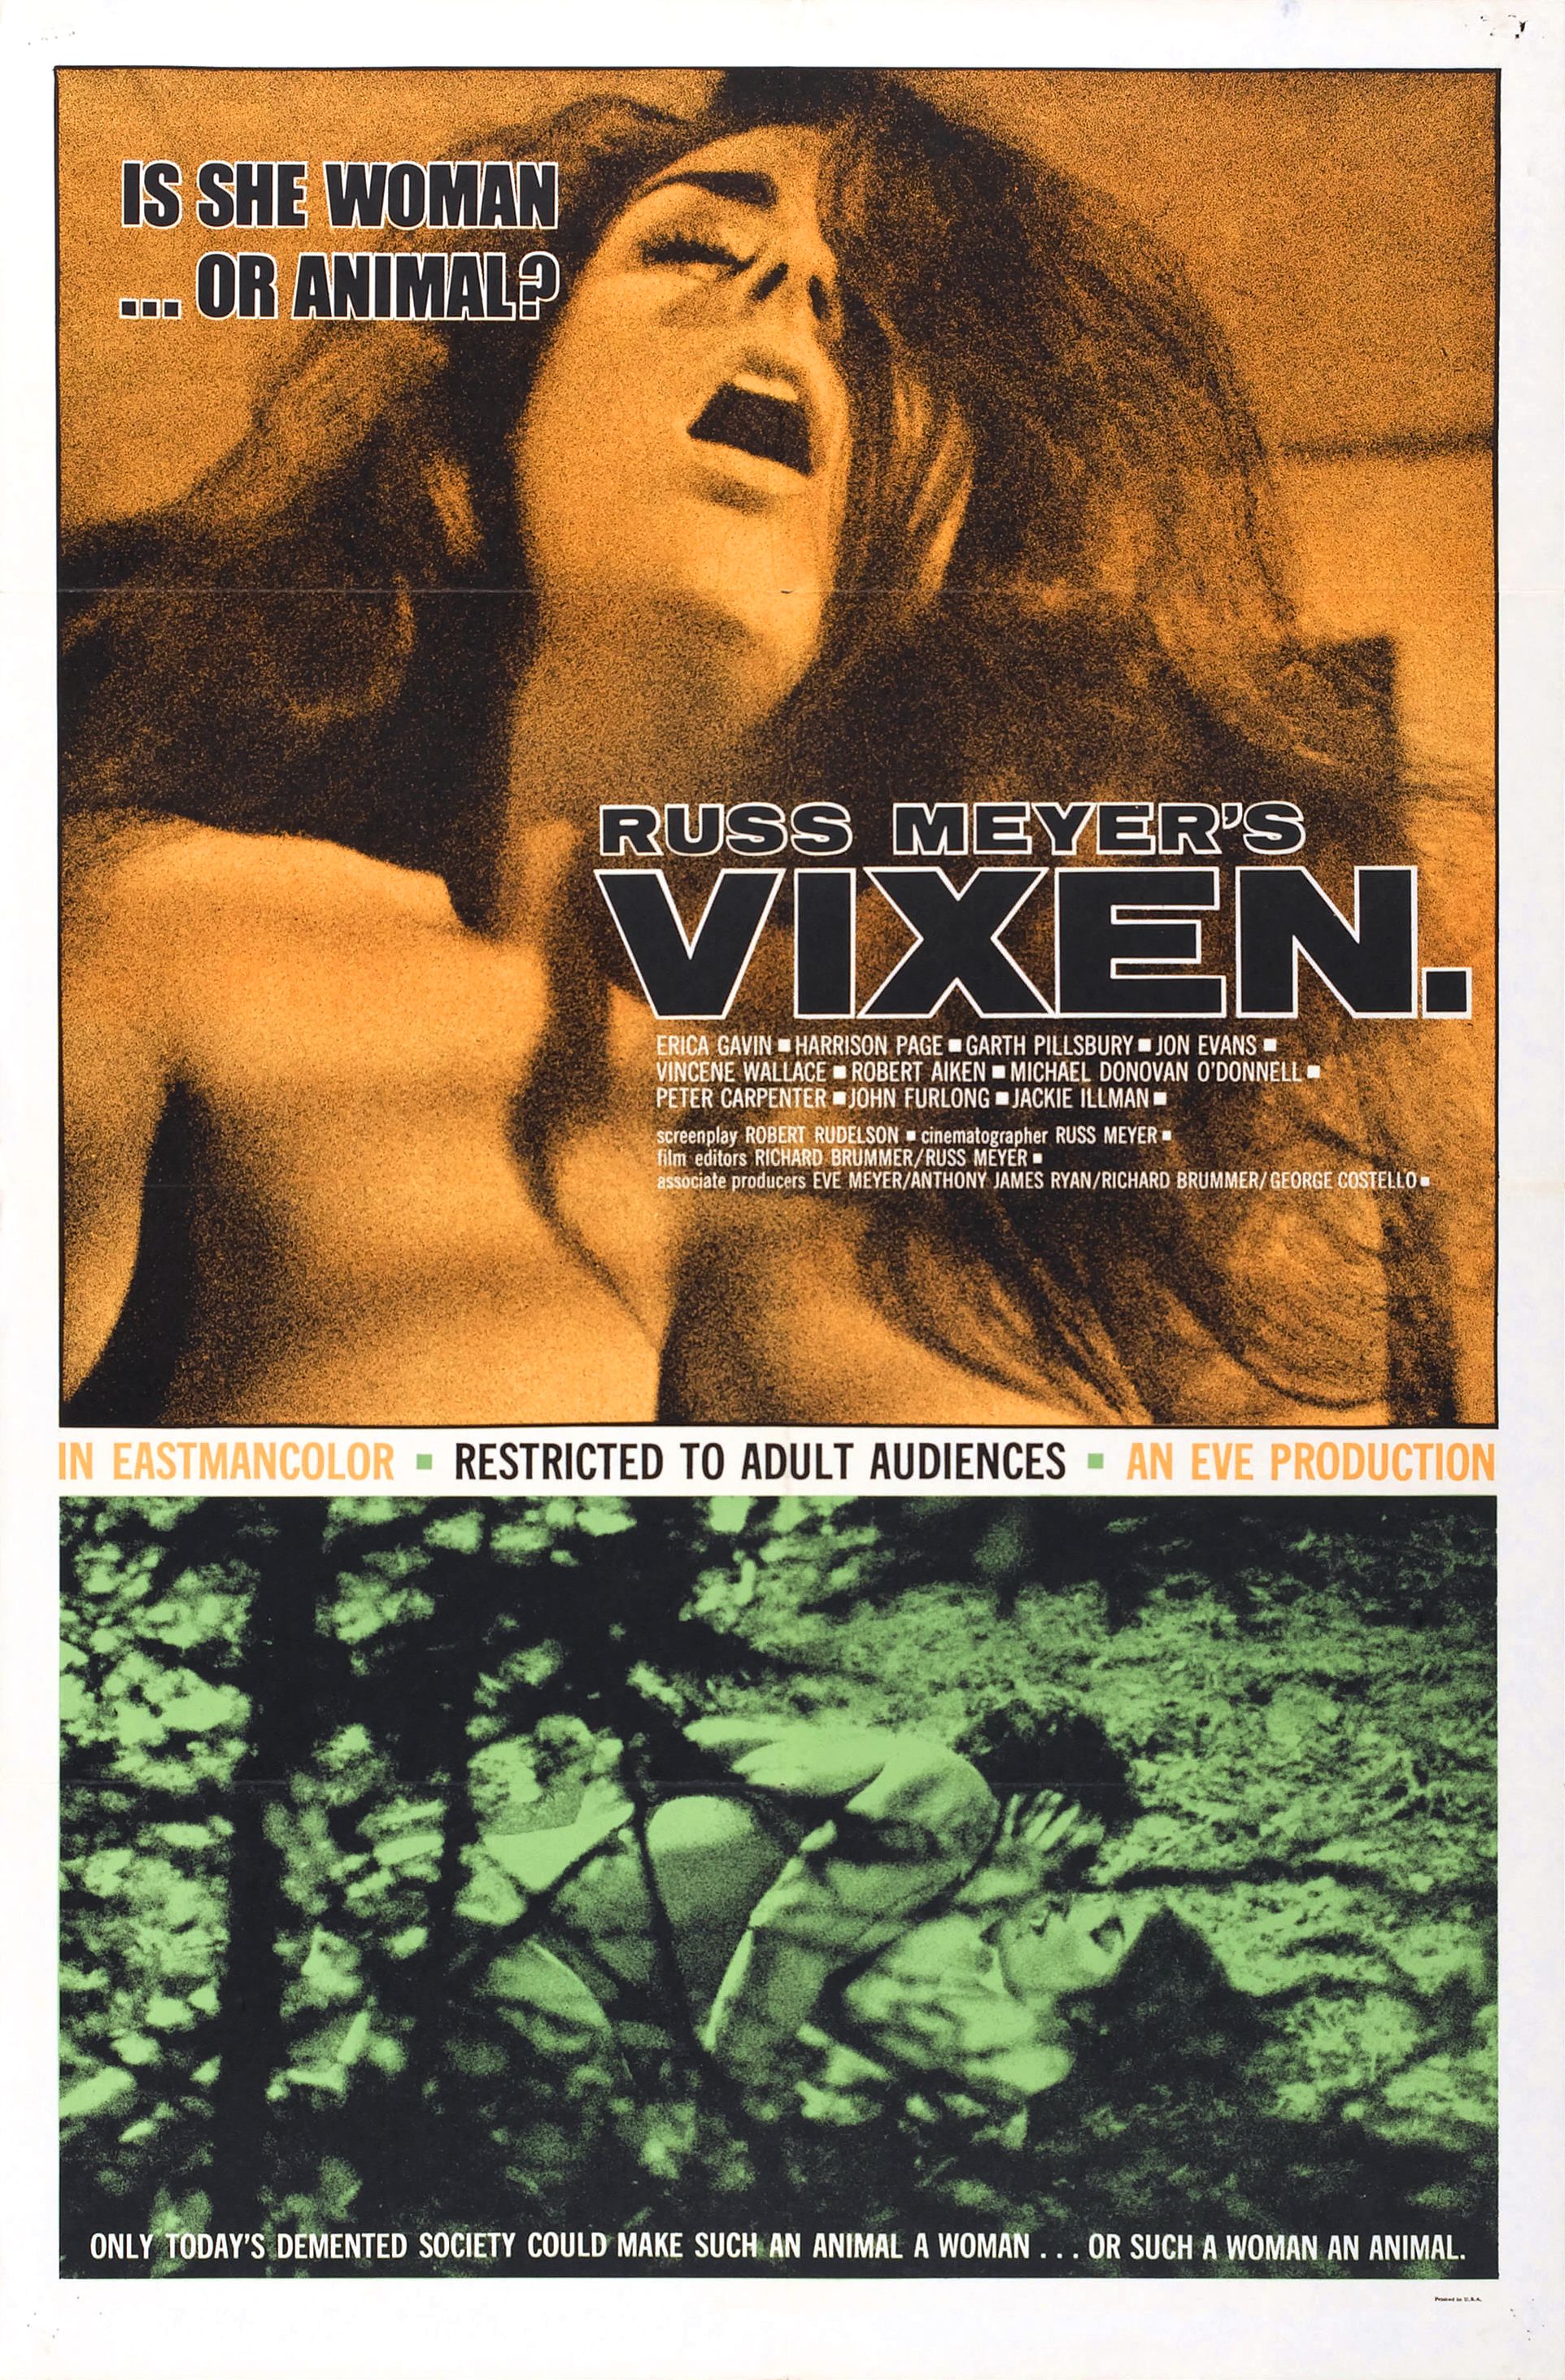 IS SHE WOMAN
... OR ANIMAL?
RUSS MEYER'S
VIXEN.
ERICA GAVIN ■ HARRISON PAGE ■ GARTH PILLSBURY ■ JON EVANS ■
VINCENE WALLACE ■ ROBERT AIKEN ■ MICHAEL DONOVAN O'DONNELL ■
PETER CARPENTER ■ JOHN FURLONG ■ JACKIE ILLMAN ■
screenplay ROBERT RUDELSON ■ cinematographer RUSS MEYER ■
film editors RICHARD BRUMMER/RUSS MEYER ■
associate producers EVE MEYER/ANTHONY JAMES RYAN/RICHARD BRUMMER/GEORGE COSTELLO ■
IN EASTMANCOLOR ■ RESTRICTED TO ADULT AUDIENCES ■ AN EVE PRODUCTION
ONLY TODAY'S DEMENTED SOCIETY COULD MAKE SUCH AN ANIMAL A WOMAN ... OR SUCH A WOMAN AN ANIMAL.
Printed in U.S.A.